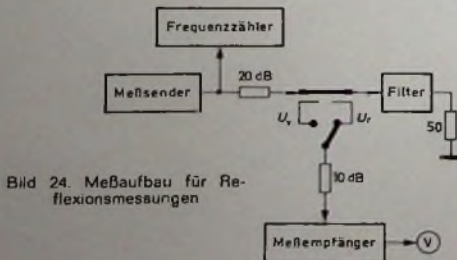 Frequenzzähler
20 dB
Meßsender
Filter
Uv
Ur
50
10 dB
Bild 24. Meßaufbau für Re-
flexionsmessungen
Meßempfänger
V